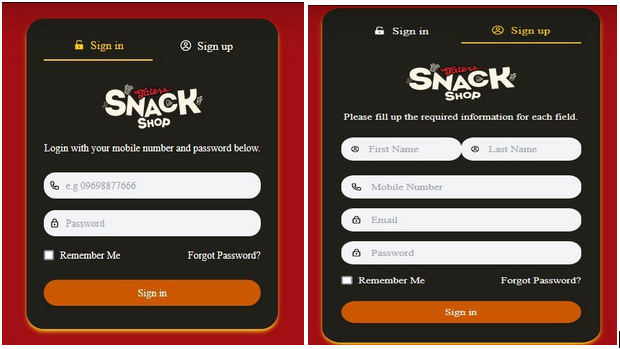 Sign in
Sign up
Taters
SNACK
SHOP
Login with your mobile number and password below.
e.g 09698877666
Password
Remember Me
Forgot Password?
Sign in
Sign in
Sign up
Taters
SNACK
SHOP
Please fill up the required information for each field.
First Name
Last Name
Mobile Number
Email
Password
Remember Me
Forgot Password?
Sign in